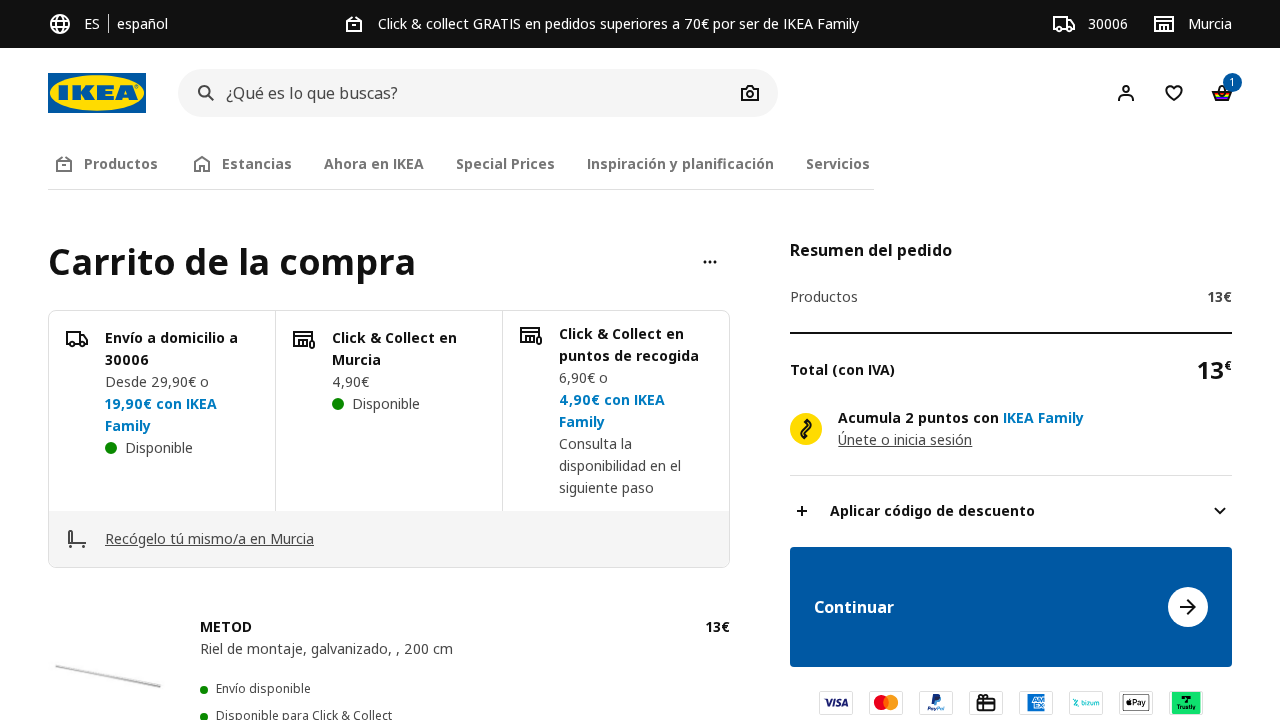 ES español
Click & collect GRATIS en pedidos superiores a 70€ por ser de IKEA Family
30006
Murcia
IKEA
¿Qué es lo que buscas?
1
Productos
Estancias
Ahora en IKEA
Special Prices
Inspiración y planificación
Servicios
Carrito de la compra
Envío a domicilio a
30006
Desde 29,90€ o
19,90€ con IKEA
Family
Disponible
Click & Collect en
Murcia
4,90€
Disponible
Click & Collect en
puntos de recogida
6,90€ o
4,90€ con IKEA
Family
Consulta la
disponibilidad en el
siguiente paso
Recógelo tú mismo/a en Murcia
METOD
13€
Riel de montaje, galvanizado, , 200 cm
Envío disponible
Disponible para Click & Collect
Resumen del pedido
Productos 13€
Total (con IVA) 13€
Acumula 2 puntos con IKEA Family
Únete o inicia sesión
Aplicar código de descuento
Continuar
VISA
PayPal
AMEX
bizum
Pay
Trustly